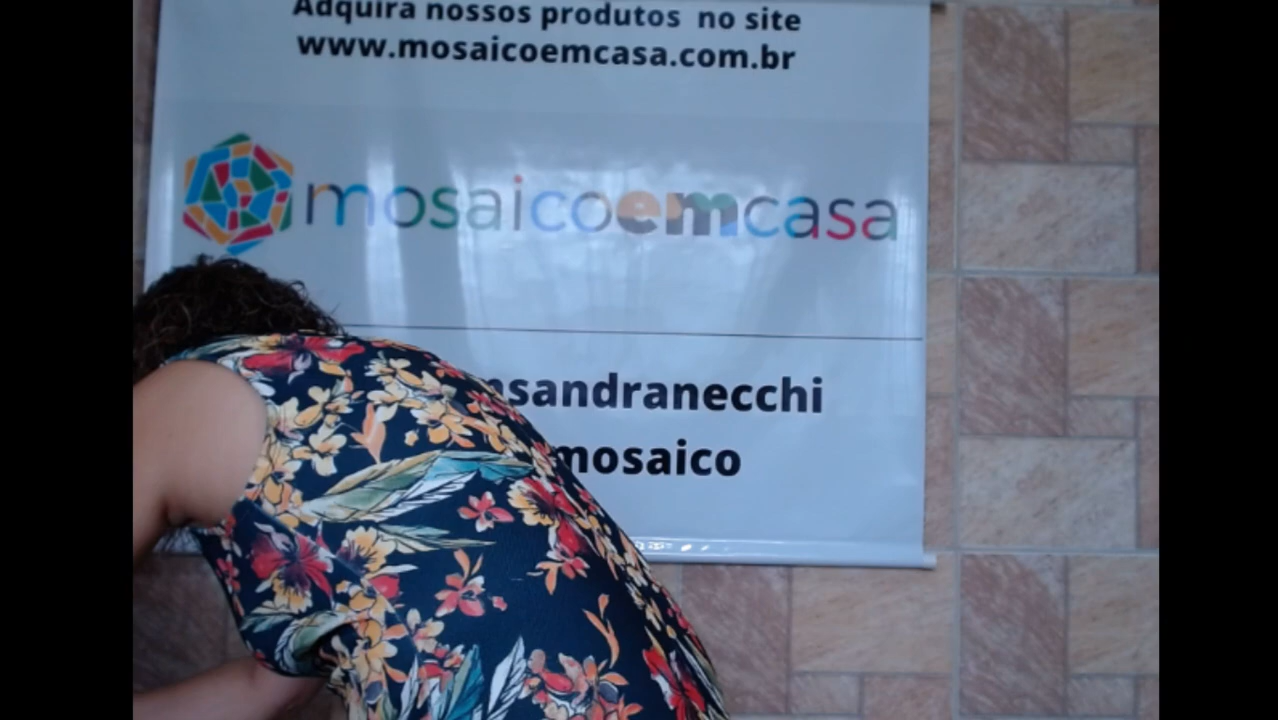 Adquira nossos produtos no site
www.mosaicoemcasa.com.br
mosaicoemcasa
sandranecchi
mosaico